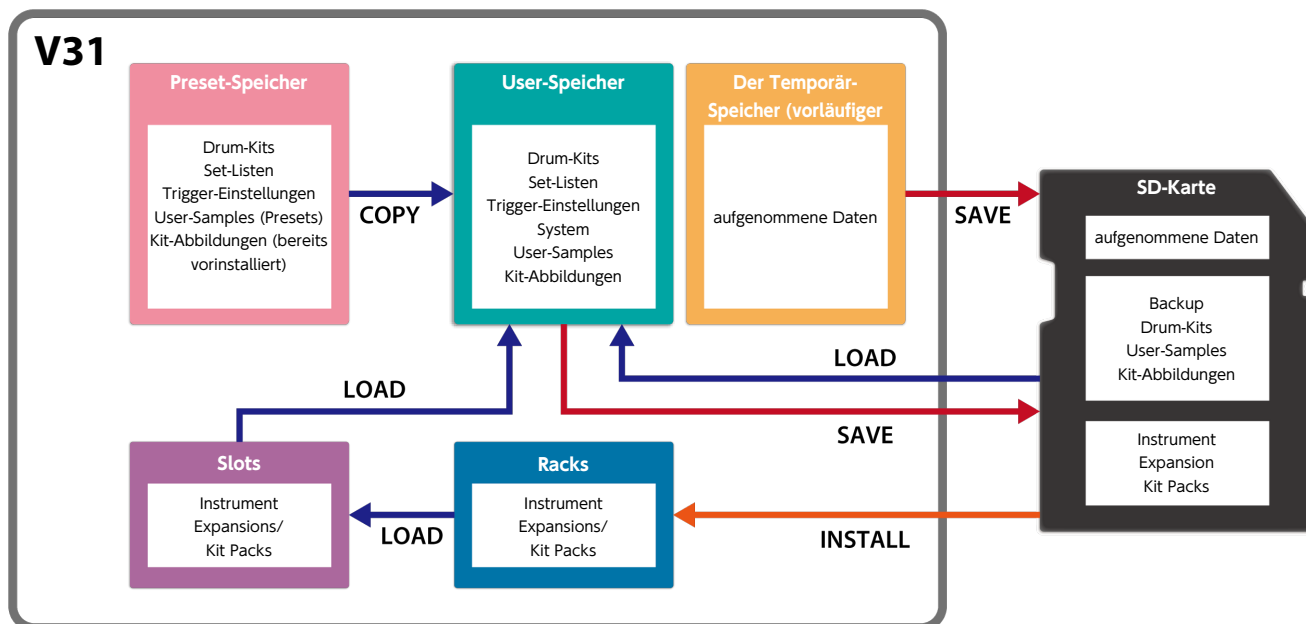 V31
Preset-Speicher
Drum-Kits
Set-Listen
Trigger-Einstellungen
User-Samples (Presets)
Kit-Abbildungen (bereits
vorinstalliert)
COPY
User-Speicher
Drum-Kits
Set-Listen
Trigger-Einstellungen
System
User-Samples
Kit-Abbildungen
Der Temporär-
Speicher (vorläufiger
aufgenommene Daten
SAVE
SD-Karte
aufgenommene Daten
Backup
Drum-Kits
User-Samples
Kit-Abbildungen
Instrument
Expansion
Kit Packs
LOAD
LOAD
SAVE
Slots
Instrument
Expansions/
Kit Packs
LOAD
Racks
Instrument
Expansions/
Kit Packs
INSTALL